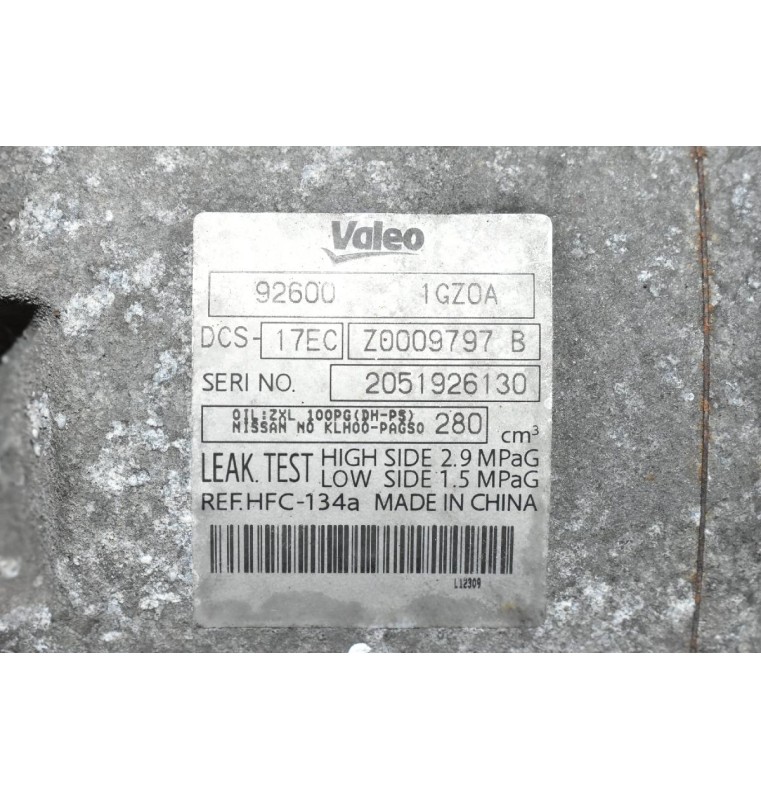 Valeo
92600 1GZ0A
DCS-17EC Z0009797 B
SERI NO. 2051926130
OIL:ZXL 100PG(DH-PS)
NISSAN NO KLH00-PAGS0 280 cm³
LEAK. TEST HIGH SIDE 2.9 MPaG
LOW SIDE 1.5 MPaG
REF.HFC-134a MADE IN CHINA
L12309